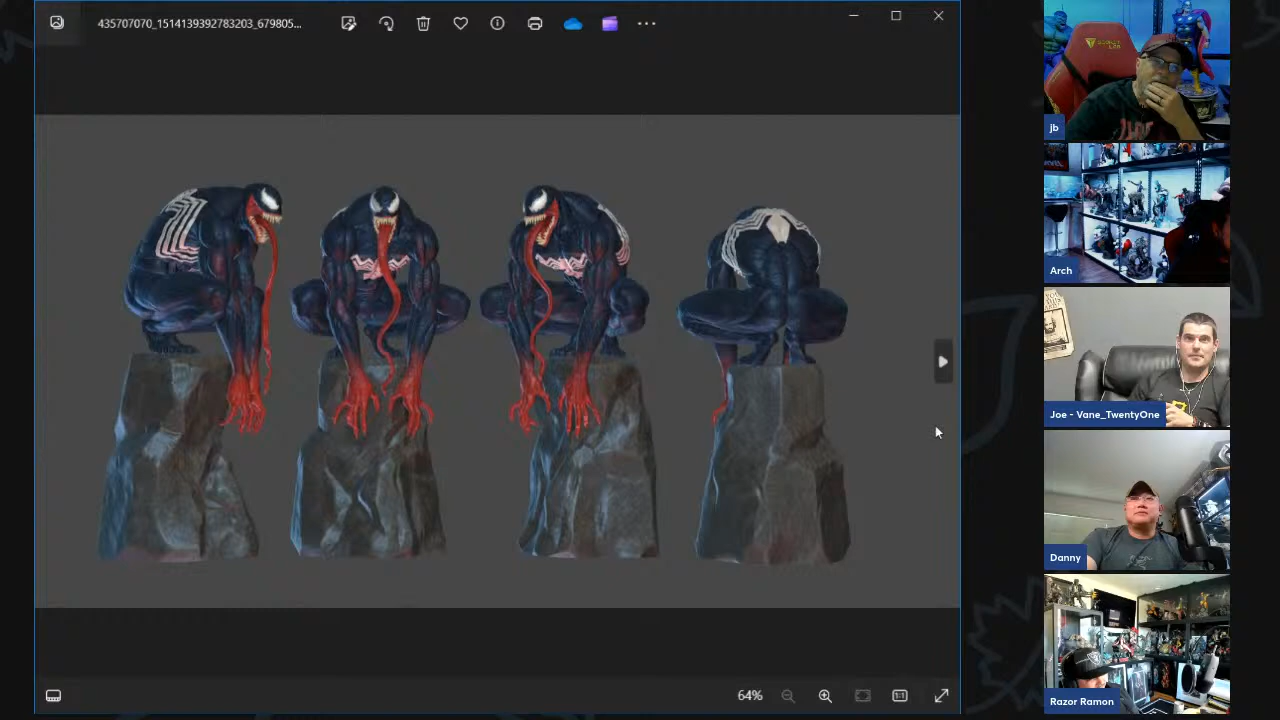 435707070_1514139392783203_679805...
jb
Arch
Joe - Vane_TwentyOne
Danny
64%
Razor Ramon